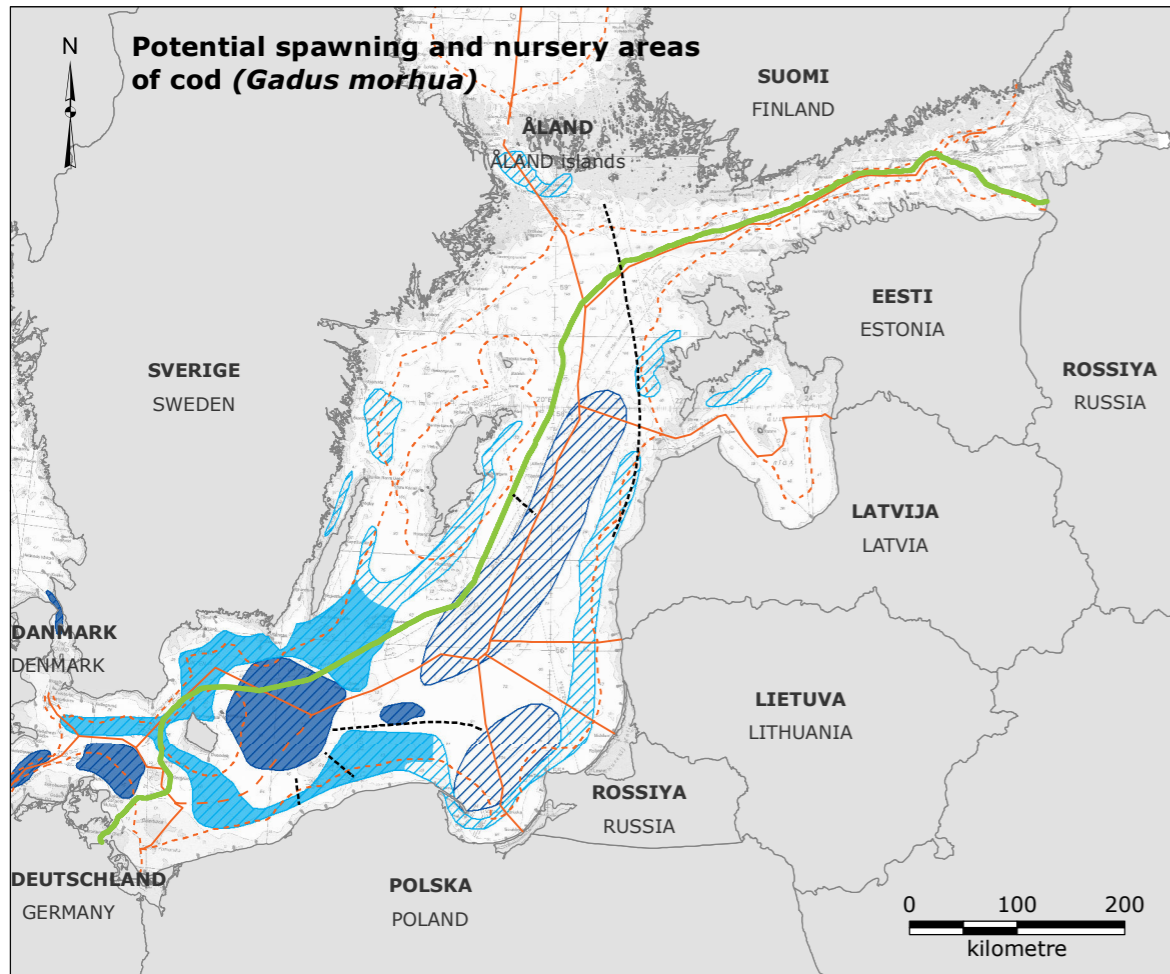 Potential spawning and nursery areas
of cod (Gadus morhua)
N
SUOMI
FINLAND
ÅLAND
ÅLAND islands
EESTI
ESTONIA
SVERIGE
SWEDEN
ROSSIYA
RUSSIA
LATVIJA
LATVIA
DANMARK
DENMARK
LIETUVA
LITHUANIA
ROSSIYA
RUSSIA
DEUTSCHLAND
GERMANY
POLSKA
POLAND
0 100 200
kilometre